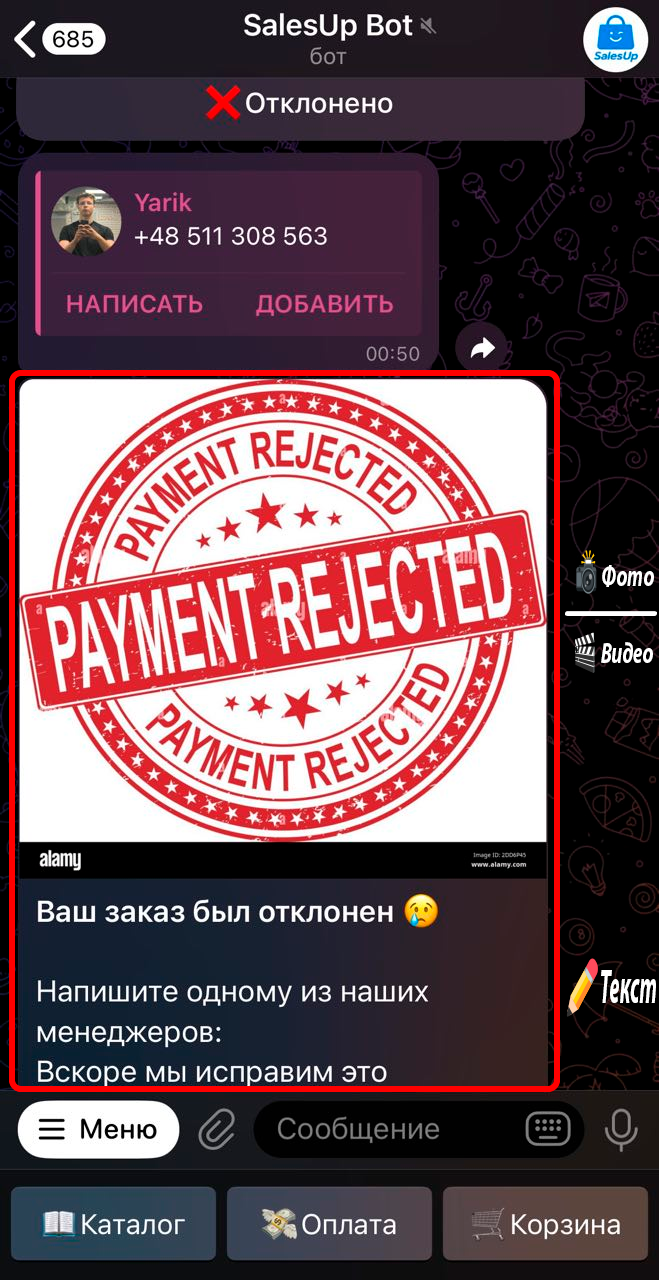 685
SalesUp Bot
бот
SalesUp
❌Отклонено
Yarik
+48 511 308 563
НАПИСАТЬ ДОБАВИТЬ
00:50
PAYMENT REJECTED
PAYMENT REJECTED
PAYMENT REJECTED
a alamy
alamy
Image ID: 2DD6P45
www.alamy.com
Фото
Видео
Ваш заказ был отклонен 😢
Напишите одному из наших
менеджеров:
Вскоре мы исправим это
Текст
Меню
Сообщение
Каталог
Оплата
Корзина